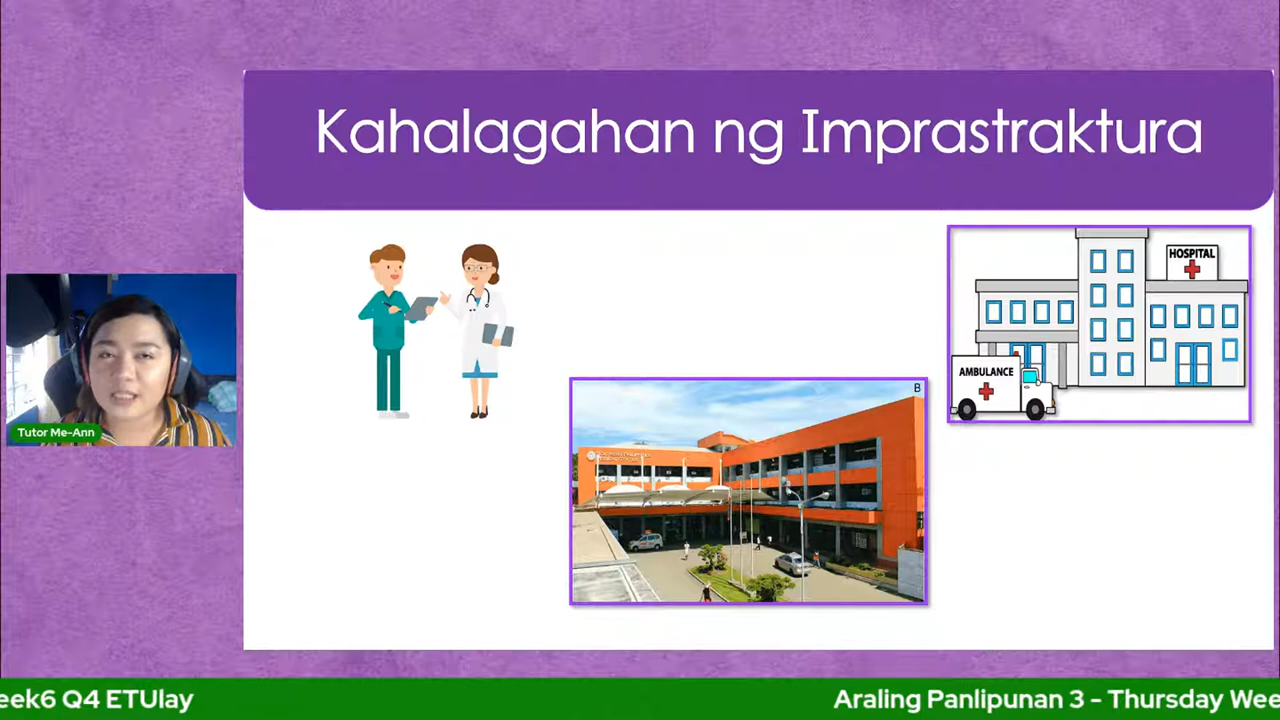 Kahalagahan ng Imprastraktura
HOSPITAL
AMBULANCE
B
Tutor Me-Ann
eek6 Q4 ETUlay
Araling Panlipunan 3 - Thursday Wee